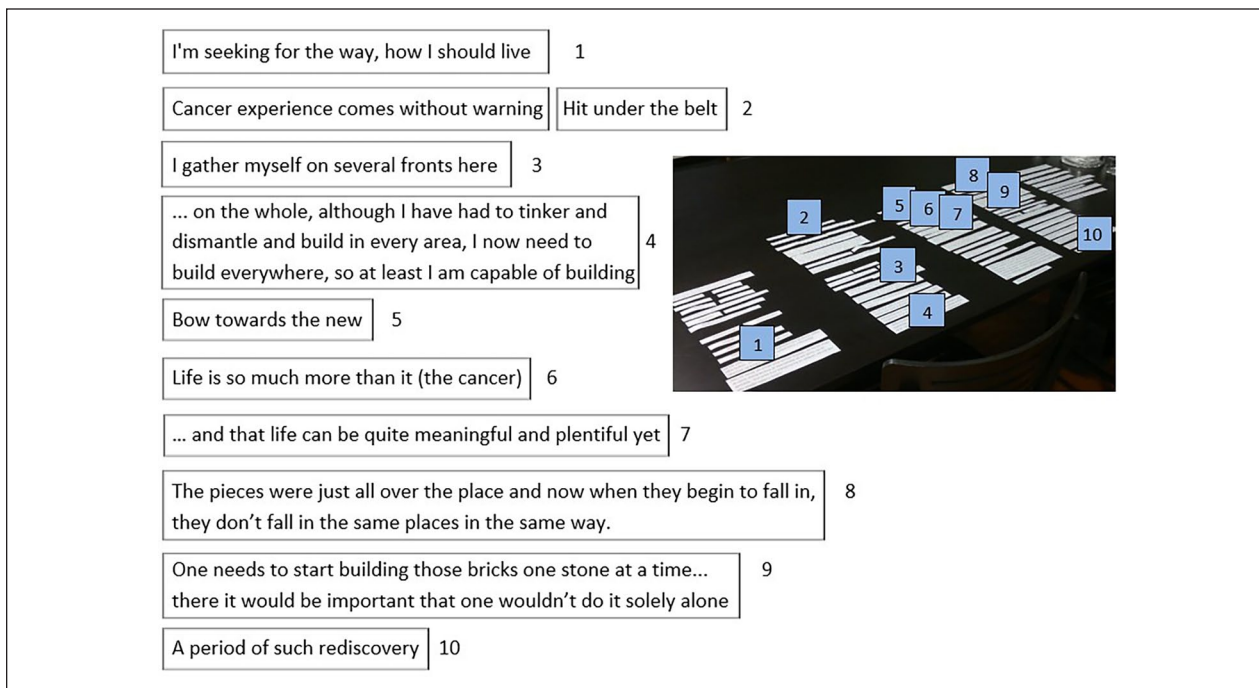 I'm seeking for the way, how I should live 1
Cancer experience comes without warning Hit under the belt 2
I gather myself on several fronts here 3
... on the whole, although I have had to tinker and
dismantle and build in every area, I now need to 4
build everywhere, so at least I am capable of building
Bow towards the new 5
Life is so much more than it (the cancer) 6
... and that life can be quite meaningful and plentiful yet 7
The pieces were just all over the place and now when they begin to fall in, 8
they don’t fall in the same places in the same way.
One needs to start building those bricks one stone at a time... 9
there it would be important that one wouldn’t do it solely alone
A period of such rediscovery 10
8
9
5 6 7
2
10
3
4
1